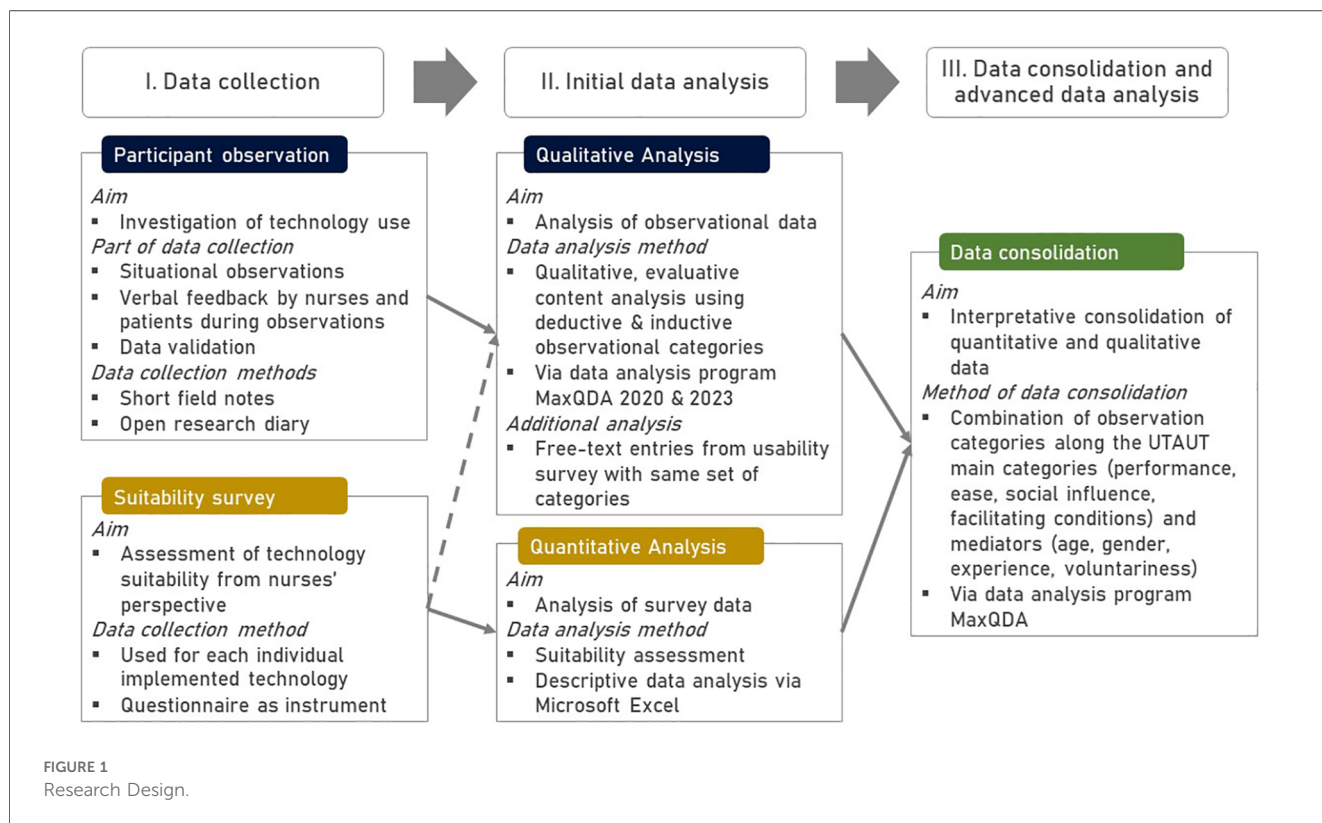 I. Data collection
II. Initial data analysis
III. Data consolidation and
advanced data analysis
Participant observation
Aim
▪ Investigation of technology use
Part of data collection
▪ Situational observations
▪ Verbal feedback by nurses and
patients during observations
▪ Data validation
Data collection methods
▪ Short field notes
▪ Open research diary
Suitability survey
Aim
▪ Assessment of technology
suitability from nurses'
perspective
Data collection method
▪ Used for each individual
implemented technology
▪ Questionnaire as instrument
Qualitative Analysis
Aim
▪ Analysis of observational data
Data analysis method
▪ Qualitative, evaluative
content analysis using
deductive & inductive
observational categories
▪ Via data analysis program
MaxQDA 2020 & 2023
Additional analysis
▪ Free-text entries from usability
survey with same set of
categories
Quantitative Analysis
Aim
▪ Analysis of survey data
Data analysis method
▪ Suitability assessment
▪ Descriptive data analysis via
Microsoft Excel
Data consolidation
Aim
▪ Interpretative consolidation of
quantitative and qualitative
data
Method of data consolidation
▪ Combination of observation
categories along the UTAUT
main categories (performance,
ease, social influence,
facilitating conditions) and
mediators (age, gender,
experience, voluntariness)
▪ Via data analysis program
MaxQDA
FIGURE 1
Research Design.